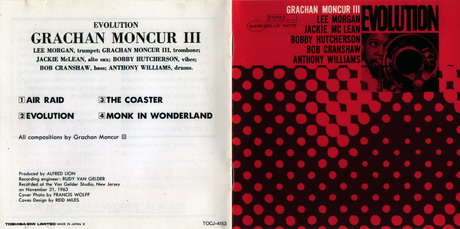 EVOLUTION
GRACHAN MONCUR III
LEE MORGAN, trumpet; GRACHAN MONCUR III, trombone;
JACKIE McLEAN, alto sax; BOBBY HUTCHERSON, vibes;
BOB CRANSHAW, bass; ANTHONY WILLIAMS, drums.
1 AIR RAID
2 EVOLUTION
3 THE COASTER
4 MONK IN WONDERLAND
All compositions by Grachan Moncur III
Produced by ALFRED LION
Recording engineer: RUDY VAN GELDER
Recorded at the Van Gelder Studio, New Jersey
on November 21, 1963
Cover Photo by FRANCIS WOLFF
Cover Design by REID MILES
TOSHIBA-EMI LIMITED MADE IN JAPAN
TOCJ-4153
GRACHAN MONCUR III
LEE MORGAN
JACKIE MC LEAN
BOBBY HUTCHERSON
BOB CRANSHAW
ANTHONY WILLIAMS
EVOLUTION